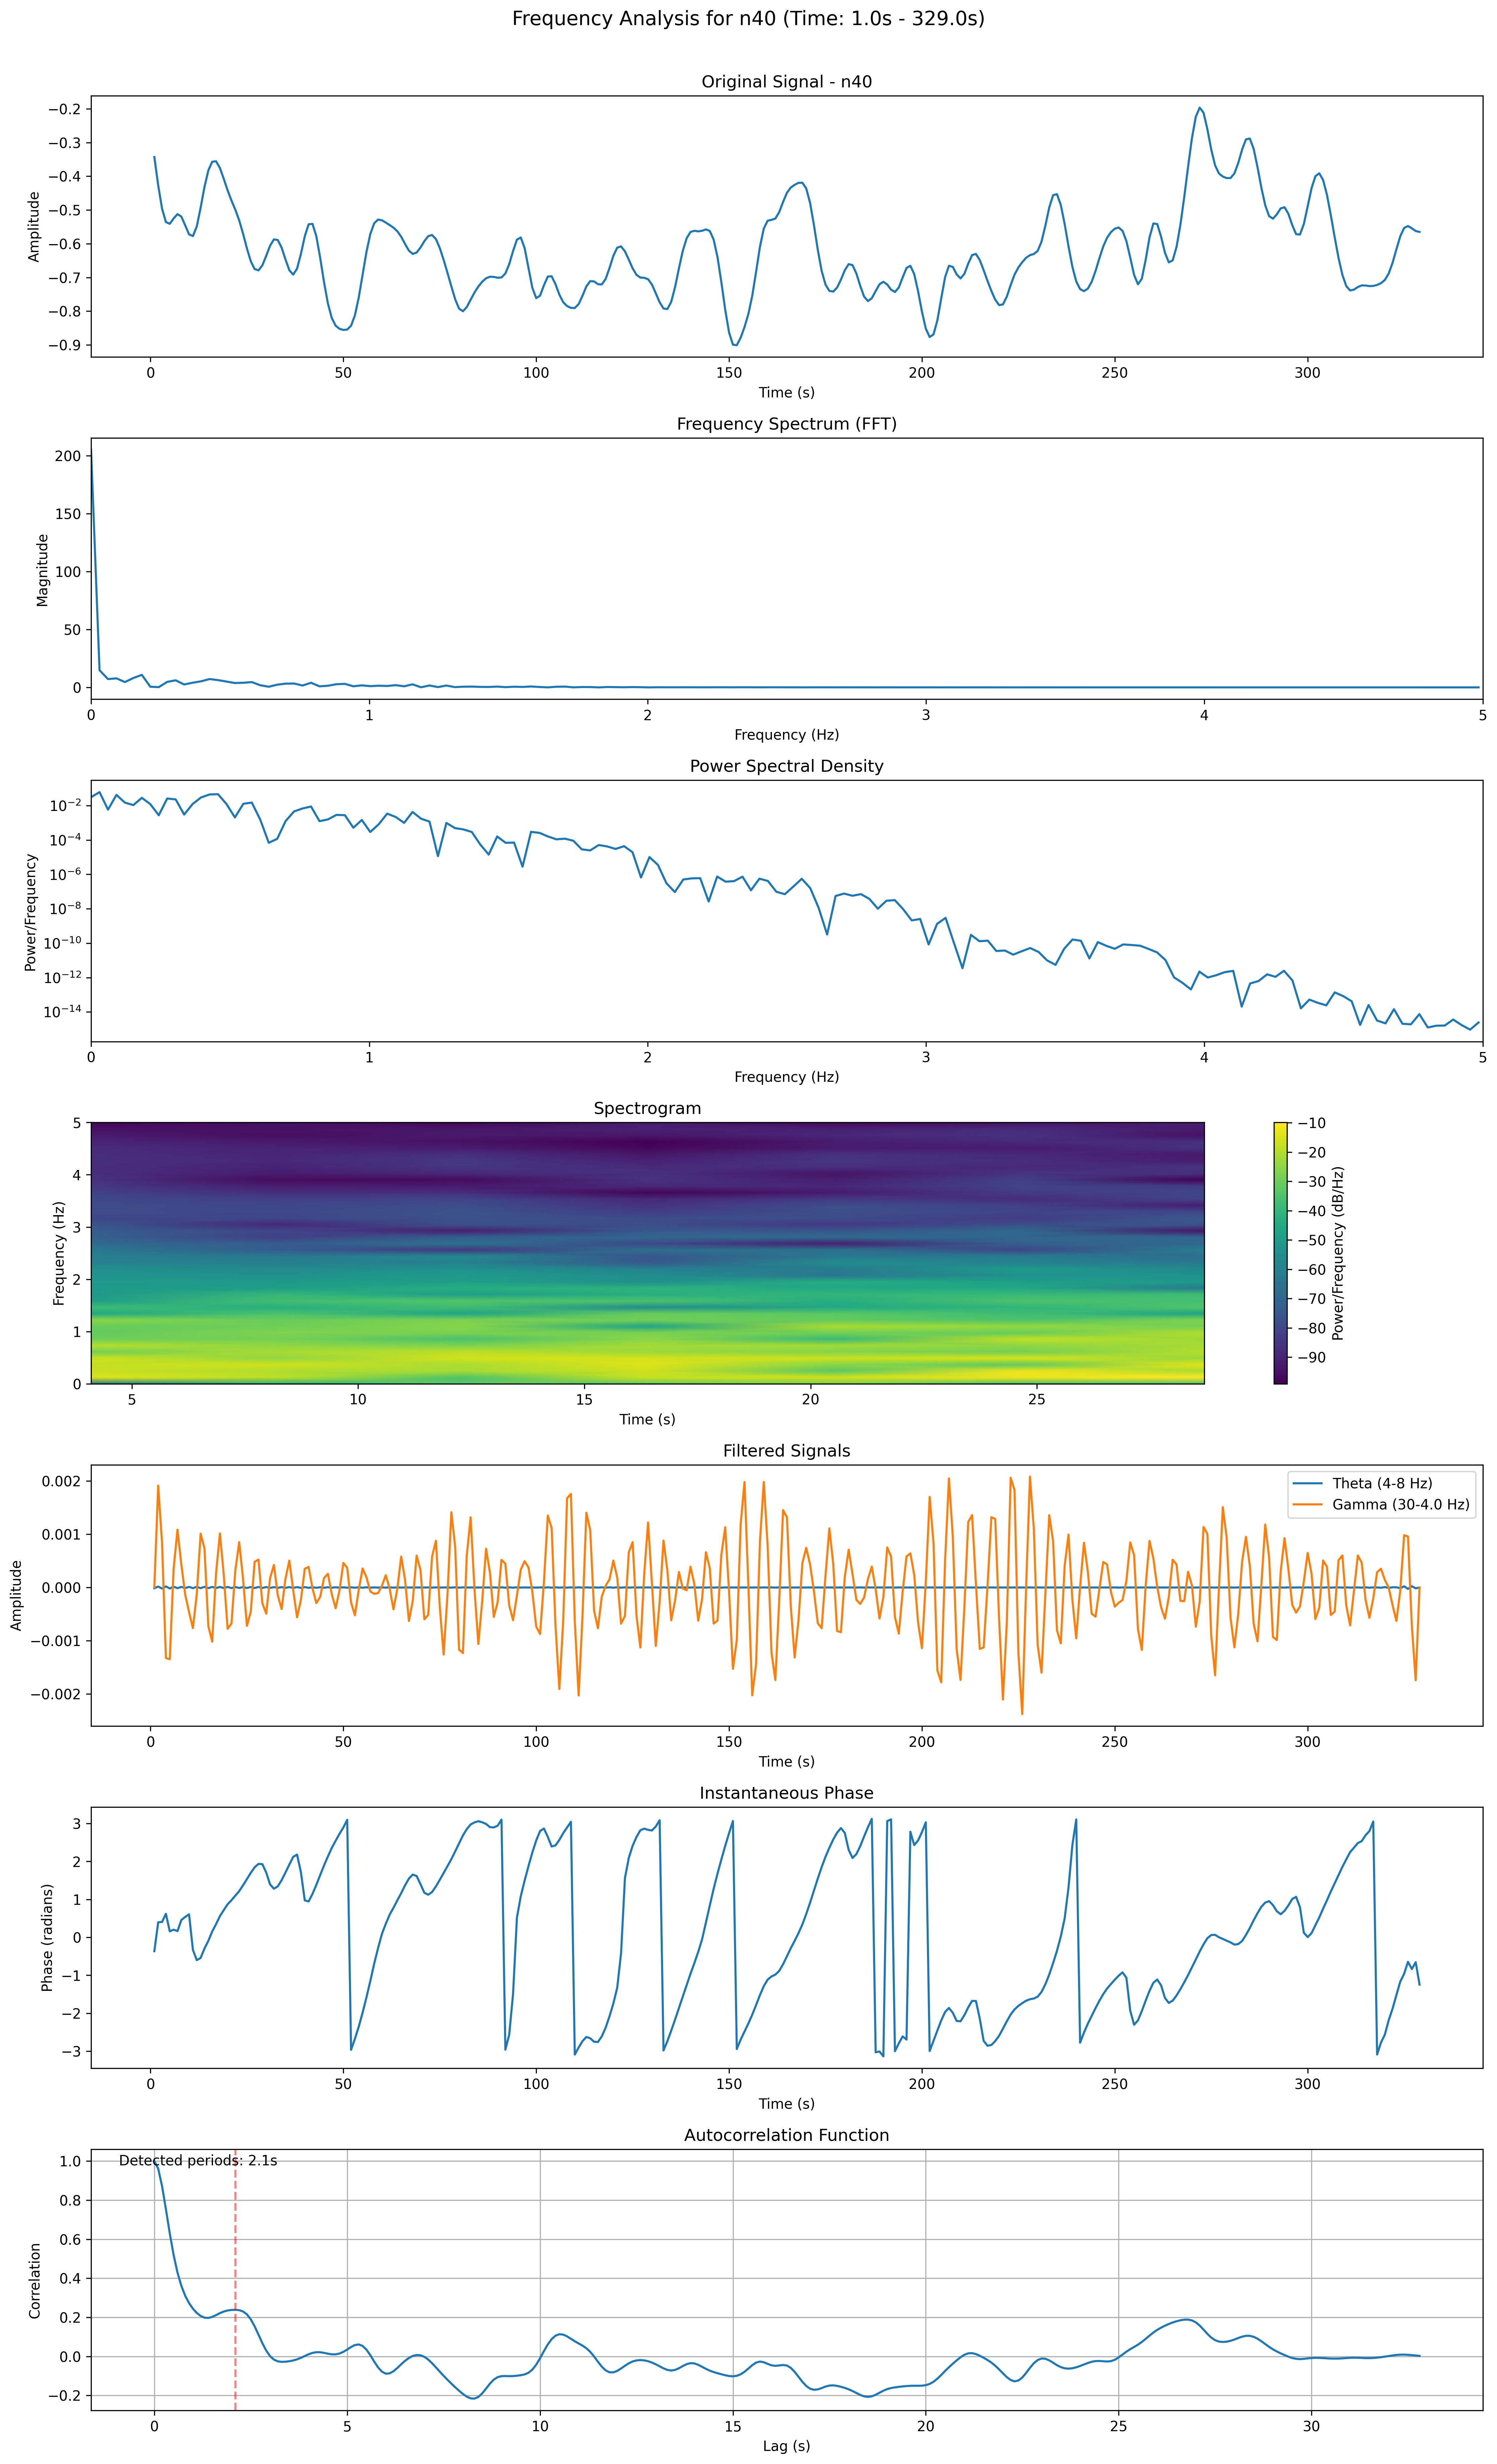 Frequency Analysis for n40 (Time: 1.0s - 329.0s)
Original Signal - n40
−0.2
−0.3
−0.4
−0.5
−0.6
−0.7
−0.8
−0.9
Amplitude
0 50 100 150 200 250 300
Time (s)
Frequency Spectrum (FFT)
200
150
100
50
0
Magnitude
0 1 2 3 4 5
Frequency (Hz)
Power Spectral Density
10⁻²
10⁻⁴
10⁻⁶
10⁻⁸
10⁻¹⁰
10⁻¹²
10⁻¹⁴
Power/Frequency
0 1 2 3 4 5
Frequency (Hz)
Spectrogram
5
4
3
2
1
0
Frequency (Hz)
5 10 15 20 25
Time (s)
−10
−20
−30
−40
−50
−60
−70
−80
−90
Power/Frequency (dB/Hz)
Filtered Signals
Theta (4-8 Hz)
Gamma (30-4.0 Hz)
0.002
0.001
0.000
−0.001
−0.002
Amplitude
0 50 100 150 200 250 300
Time (s)
Instantaneous Phase
3
2
1
0
−1
−2
−3
Phase (radians)
0 50 100 150 200 250 300
Time (s)
Autocorrelation Function
Detected periods: 2.1s
1.0
0.8
0.6
0.4
0.2
0.0
−0.2
Correlation
0 5 10 15 20 25 30
Lag (s)